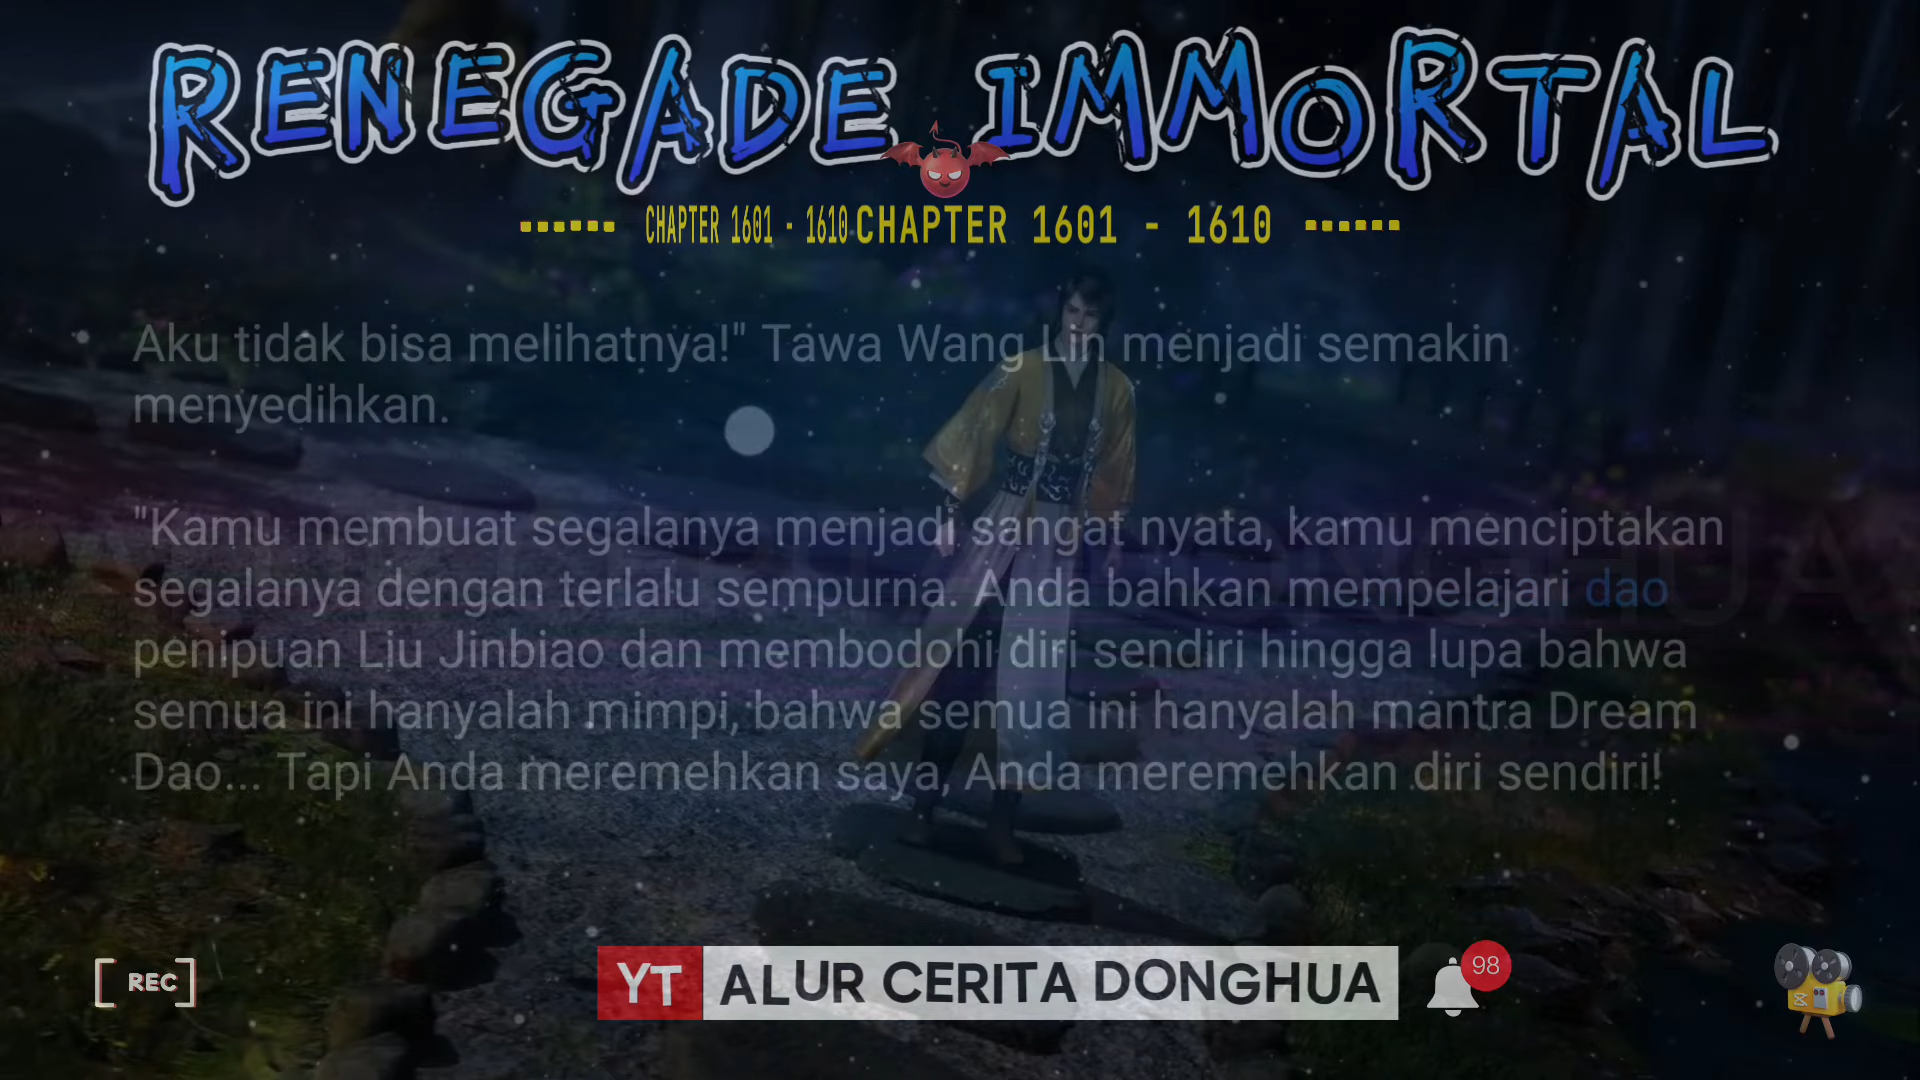 RENEGADE IMMORTAL
CHAPTER 1601 - 1610 CHAPTER 1601 - 1610
Aku tidak bisa melihatnya!" Tawa Wang Lin menjadi semakin
menyedihkan.
"Kamu membuat segalanya menjadi sangat nyata, kamu menciptakan
segalanya dengan terlalu sempurna. Anda bahkan mempelajari dao
penipuan Liu Jinbiao dan membodohi diri sendiri hingga lupa bahwa
semua ini hanyalah mimpi, bahwa semua ini hanyalah mantra Dream
Dao... Tapi Anda meremehkan saya, Anda meremehkan diri sendiri!
[ REC ]
YT ALUR CERITA DONGHUA
98